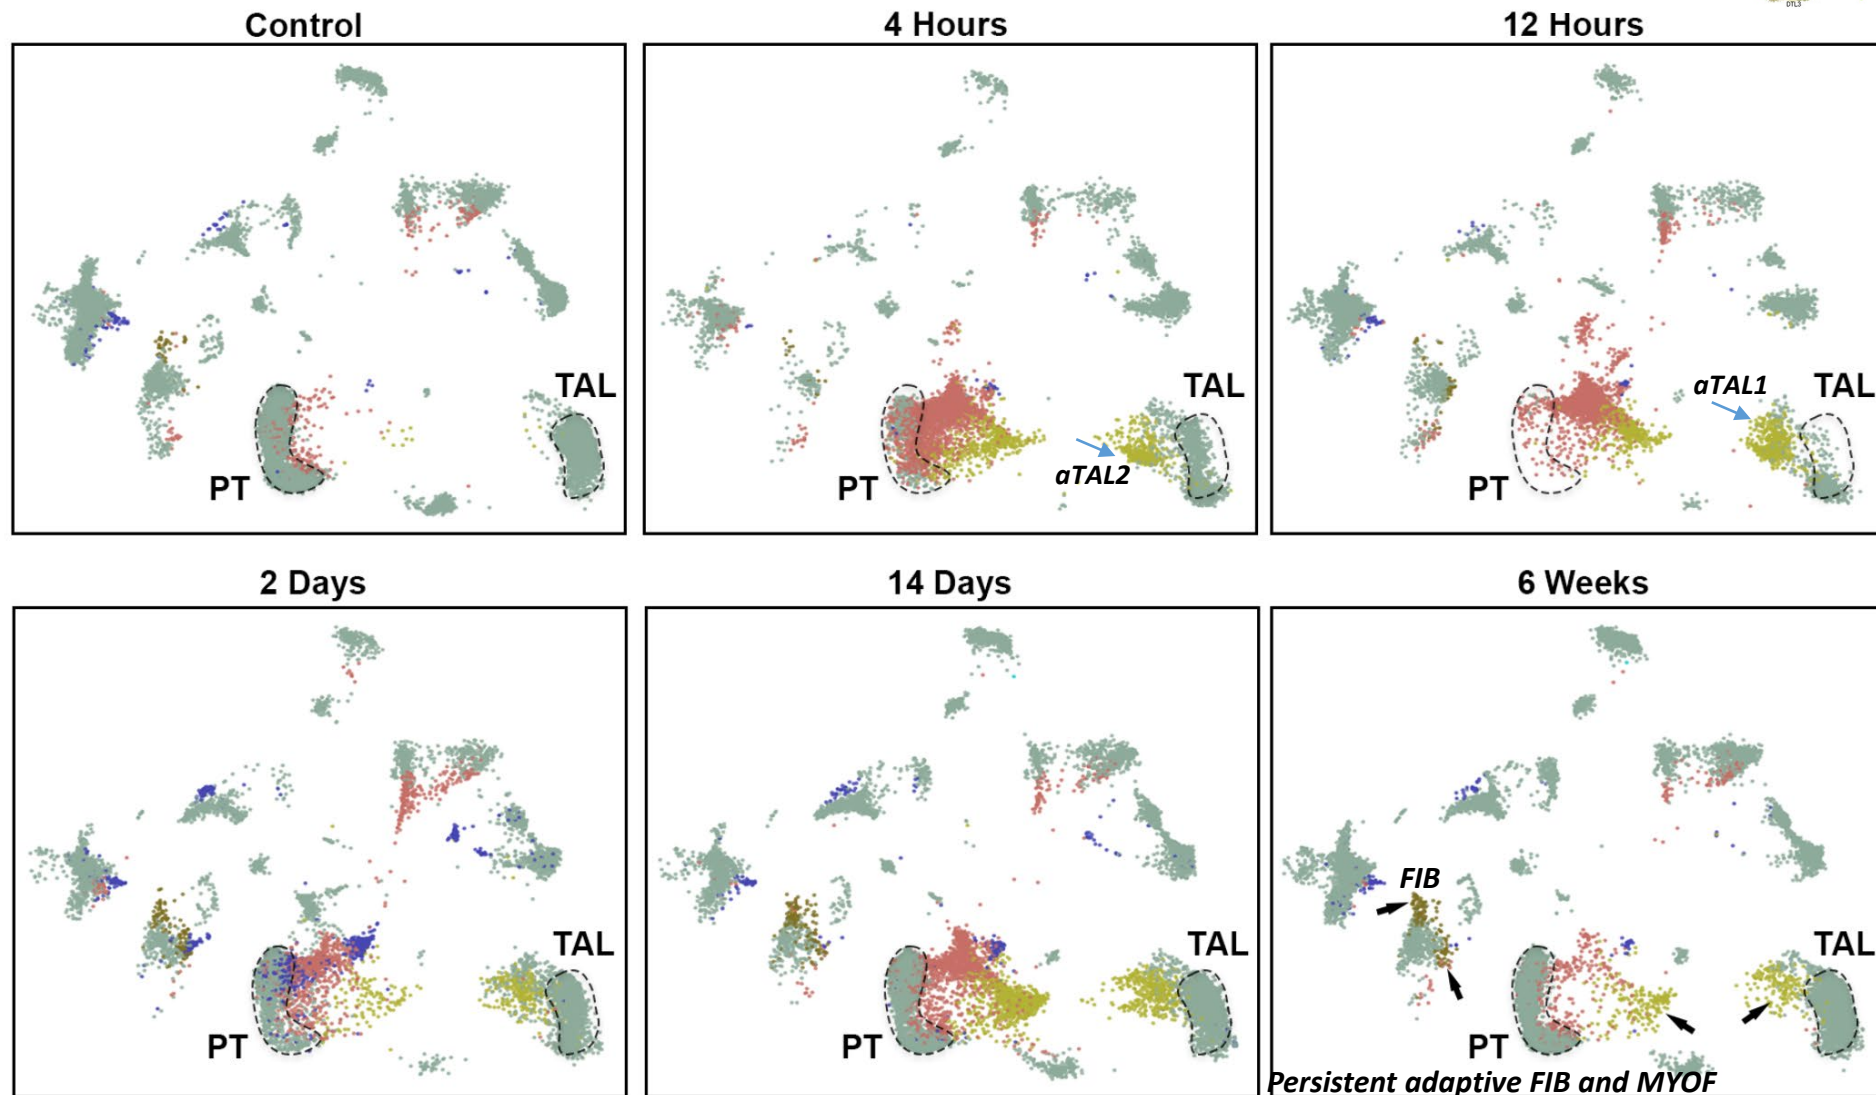 DTL3
Control
4 Hours
12 Hours
TAL
PT
TAL
aTAL2
PT
aTAL1
TAL
PT
2 Days
14 Days
6 Weeks
TAL
PT
TAL
PT
FIB
TAL
PT
Persistent adaptive FIB and MYOF